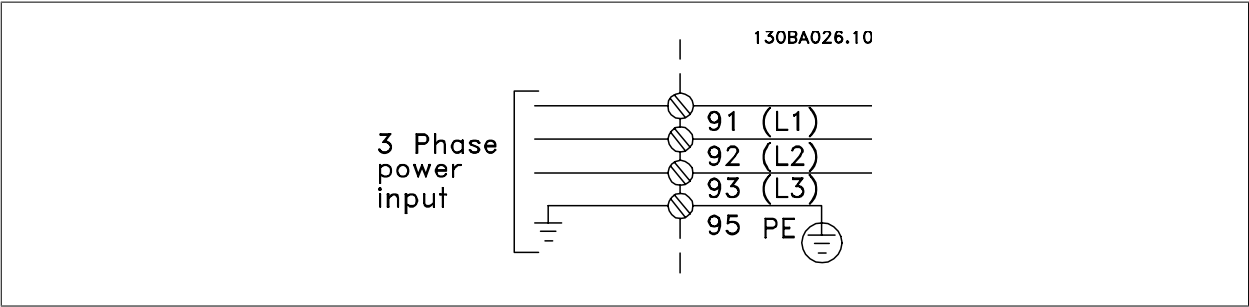 130BA026.10
3 Phase
power
input
91 (L1)
92 (L2)
93 (L3)
95 PE